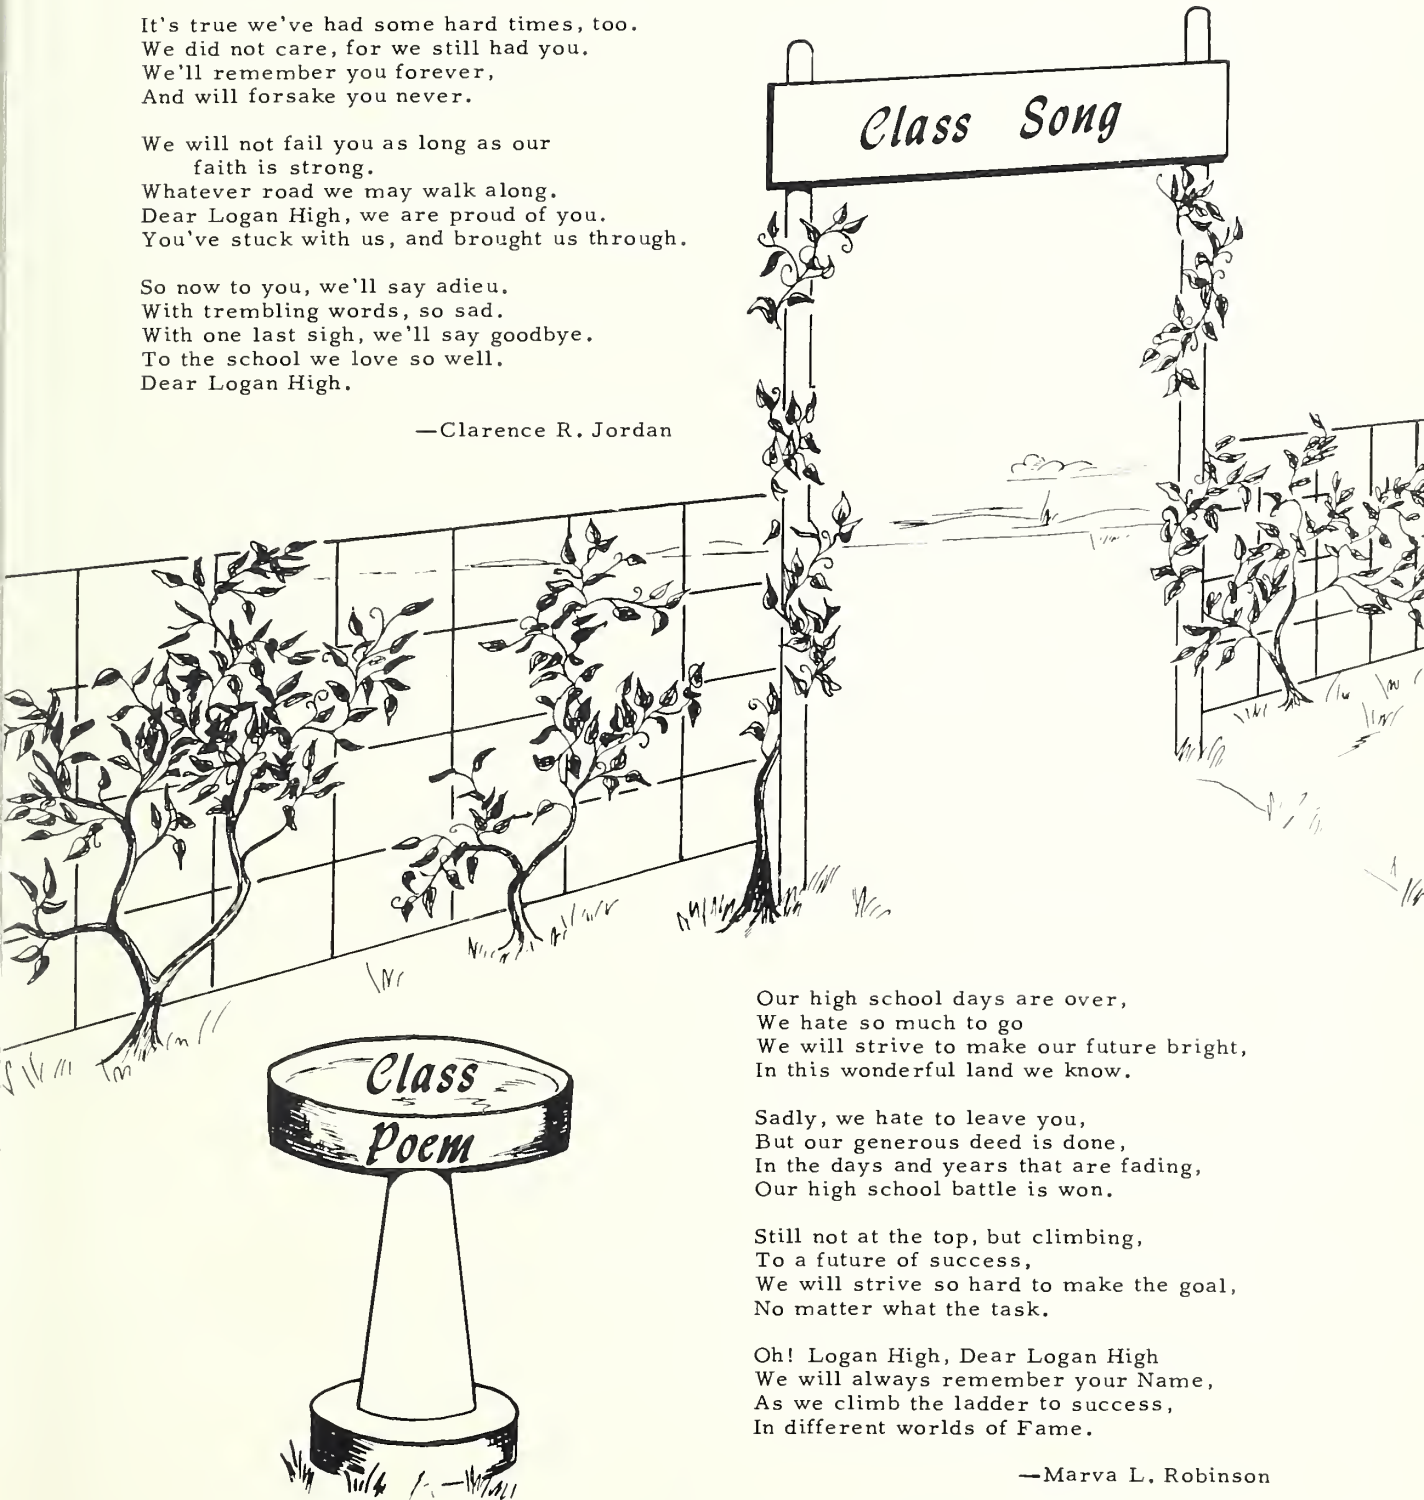 It's true we've had some hard times, too.
We did not care, for we still had you.
We'll remember you forever,
And will forsake you never.

We will not fail you as long as our
faith is strong.
Whatever road we may walk along.
Dear Logan High, we are proud of you.
You've stuck with us, and brought us through.

So now to you, we'll say adieu.
With trembling words, so sad.
With one last sigh, we'll say goodbye.
To the school we love so well.
Dear Logan High.

—Clarence R. Jordan

Class Song

Class
Poem

Our high school days are over,
We hate so much to go
We will strive to make our future bright,
In this wonderful land we know.

Sadly, we hate to leave you,
But our generous deed is done,
In the days and years that are fading,
Our high school battle is won.

Still not at the top, but climbing,
To a future of success,
We will strive so hard to make the goal,
No matter what the task.

Oh! Logan High, Dear Logan High
We will always remember your Name,
As we climb the ladder to success,
In different worlds of Fame.

—Marva L. Robinson